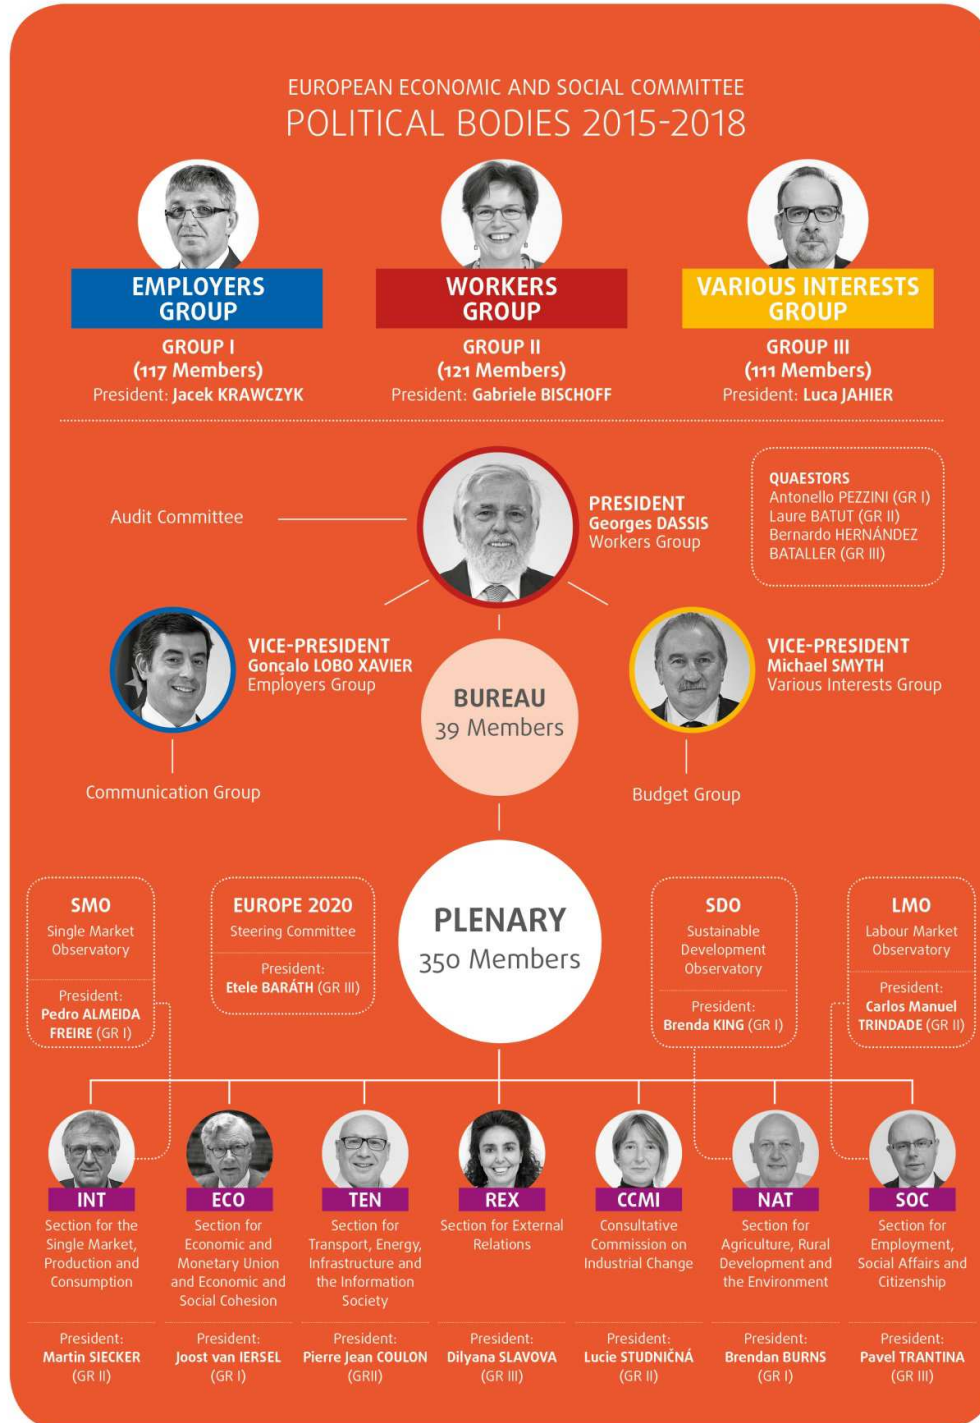 EUROPEAN ECONOMIC AND SOCIAL COMMITTEE
POLITICAL BODIES 2015-2018
EMPLOYERS
GROUP
GROUP I
(117 Members)
President: Jacek KRAWCZYK
WORKERS
GROUP
GROUP II
(121 Members)
President: Gabriele BISCHOFF
VARIOUS INTERESTS
GROUP
GROUP III
(111 Members)
President: Luca JAHIER
Audit Committee
PRESIDENT
Georges DASSIS
Workers Group
QUAESTORS
Antonello PEZZINI (GR I)
Laure BATUT (GR II)
Bernardo HERNÁNDEZ
BATALLER (GR III)
VICE-PRESIDENT
Gonçalo LOBO XAVIER
Employers Group
BUREAU
39 Members
VICE-PRESIDENT
Michael SMYTH
Various Interests Group
Communication Group
Budget Group
SMO
Single Market
Observatory
President:
Pedro ALMEIDA
FREIRE (GR I)
EUROPE 2020
Steering Committee
President:
Etele BARÁTH (GR III)
PLENARY
350 Members
SDO
Sustainable
Development
Observatory
President:
Brenda KING (GR I)
LMO
Labour Market
Observatory
President:
Carlos Manuel
TRINDADE (GR II)
INT
Section for the
Single Market,
Production and
Consumption
President:
Martin SIECKER
(GR II)
ECO
Section for
Economic and
Monetary Union
and Economic and
Social Cohesion
President:
Joost van IERSEL
(GR I)
TEN
Section for
Transport, Energy,
Infrastructure and
the Information
Society
President:
Pierre Jean COULON
(GRII)
REX
Section for External
Relations
President:
Dilyana SLAVOVA
(GR III)
CCMI
Consultative
Commission on
Industrial Change
President:
Lucie STUDNIČNÁ
(GR II)
NAT
Section for
Agriculture, Rural
Development and
the Environment
President:
Brendan BURNS
(GR I)
SOC
Section for
Employment,
Social Affairs and
Citizenship
President:
Pavel TRANTINA
(GR III)